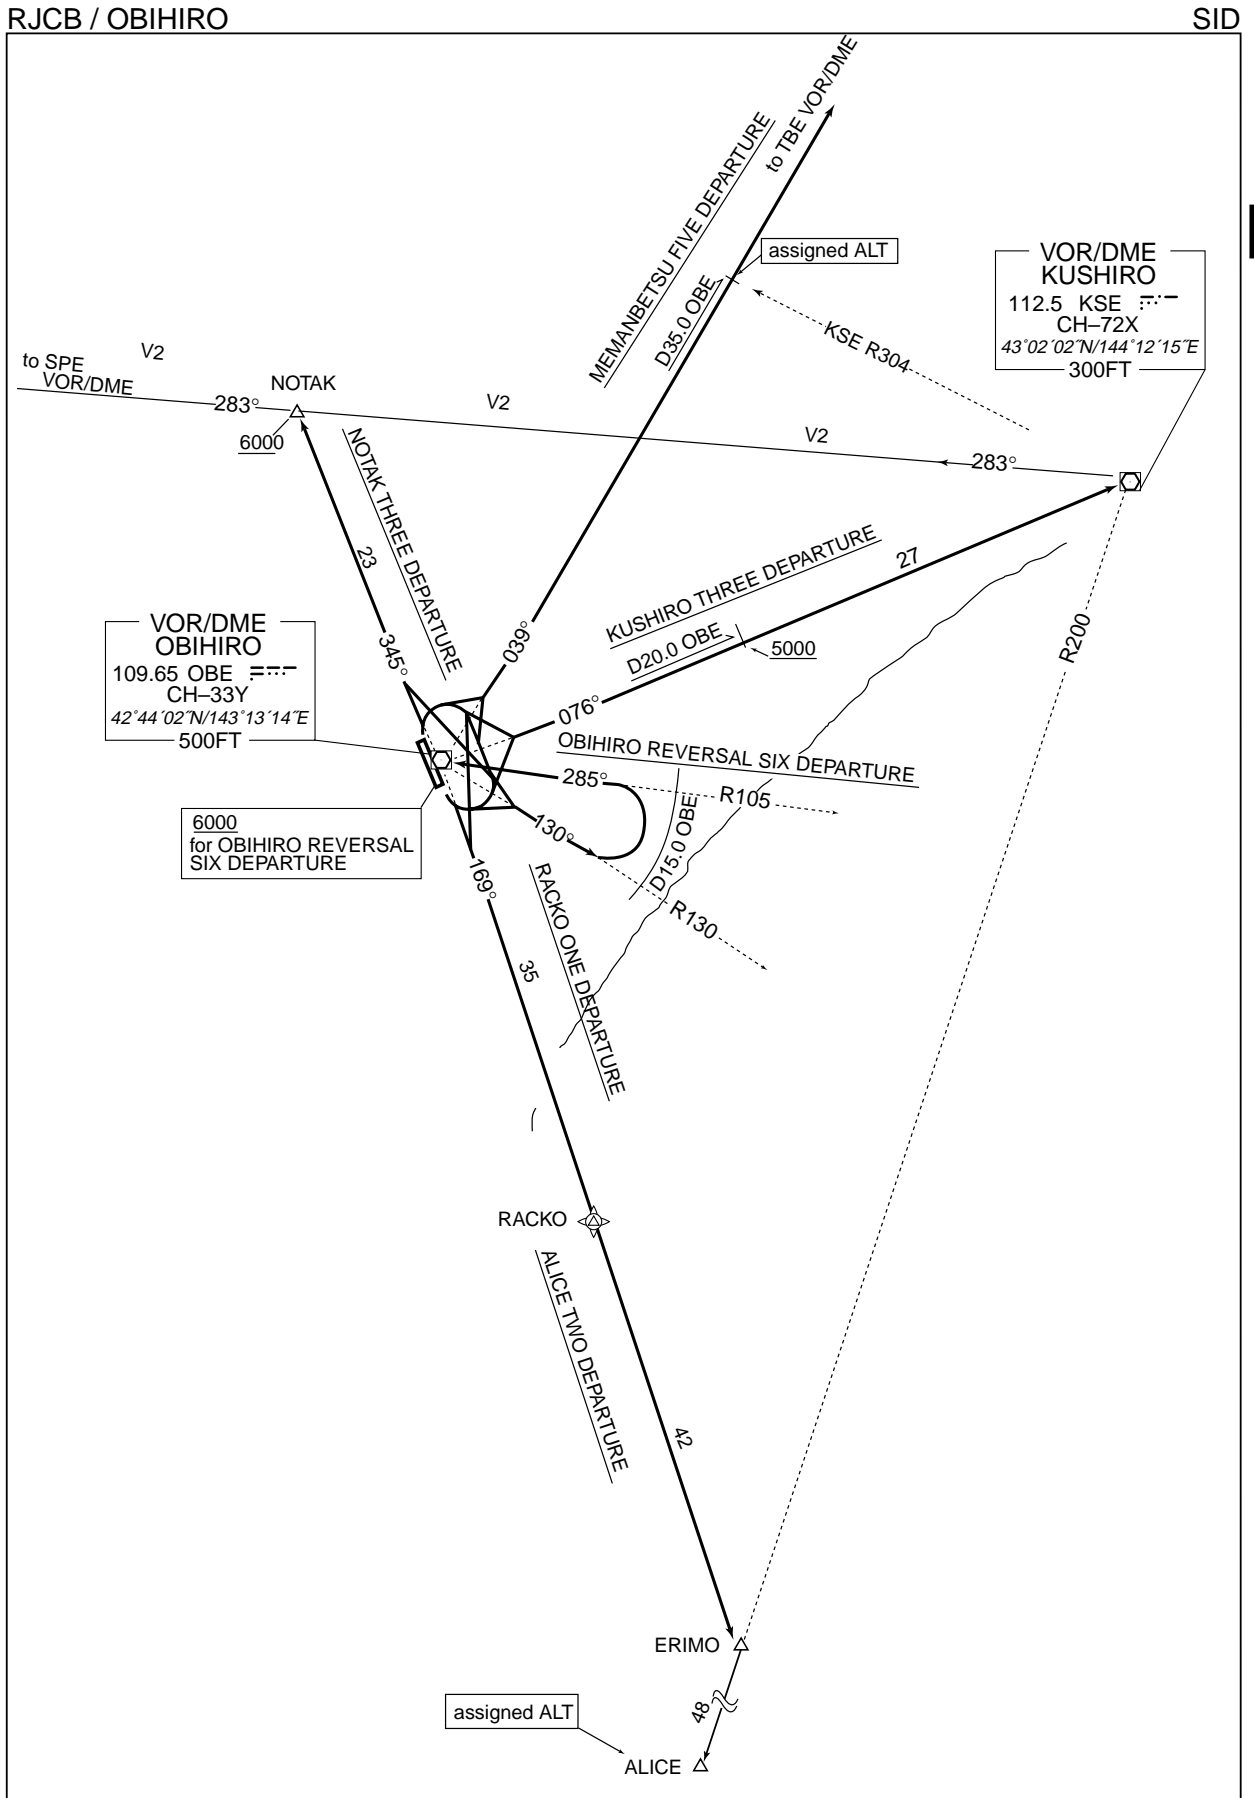 RJCB / OBIHIRO
SID
MEMANBETSU FIVE DEPARTURE
to TBE VOR/DME
assigned ALT
D35.0 OBE
KSE R304
VOR/DME
KUSHIRO
112.5 KSE
CH–72X
43°02′02″N/144°12′15″E
300FT
to SPE
VOR/DME
V2
283°
NOTAK
6000
V2
V2
283°
NOTAK THREE DEPARTURE
23
345°
039°
KUSHIRO THREE DEPARTURE
27
D20.0 OBE
5000
076°
R200
VOR/DME
OBIHIRO
109.65 OBE
CH–33Y
42°44′02″N/143°13′14″E
500FT
OBIHIRO REVERSAL SIX DEPARTURE
285°
R105
130°
D15.0 OBE
R130
6000
for OBIHIRO REVERSAL
SIX DEPARTURE
169°
RACKO ONE DEPARTURE
35
RACKO
ALICE TWO DEPARTURE
42
ERIMO
48
assigned ALT
ALICE